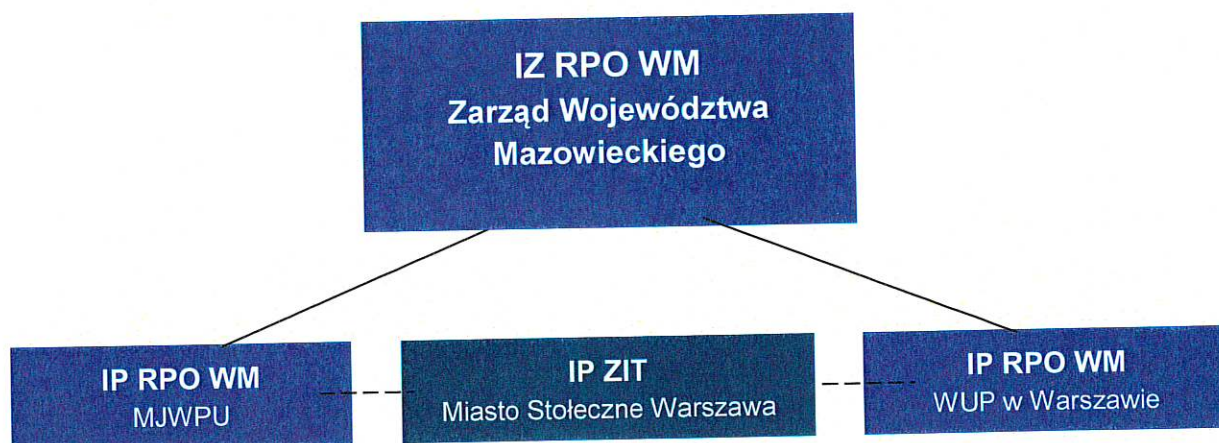 IZ RPO WM
Zarząd Województwa
Mazowieckiego
IP RPO WM
MJWPU
IP ZIT
Miasto Stołeczne Warszawa
IP RPO WM
WUP w Warszawie